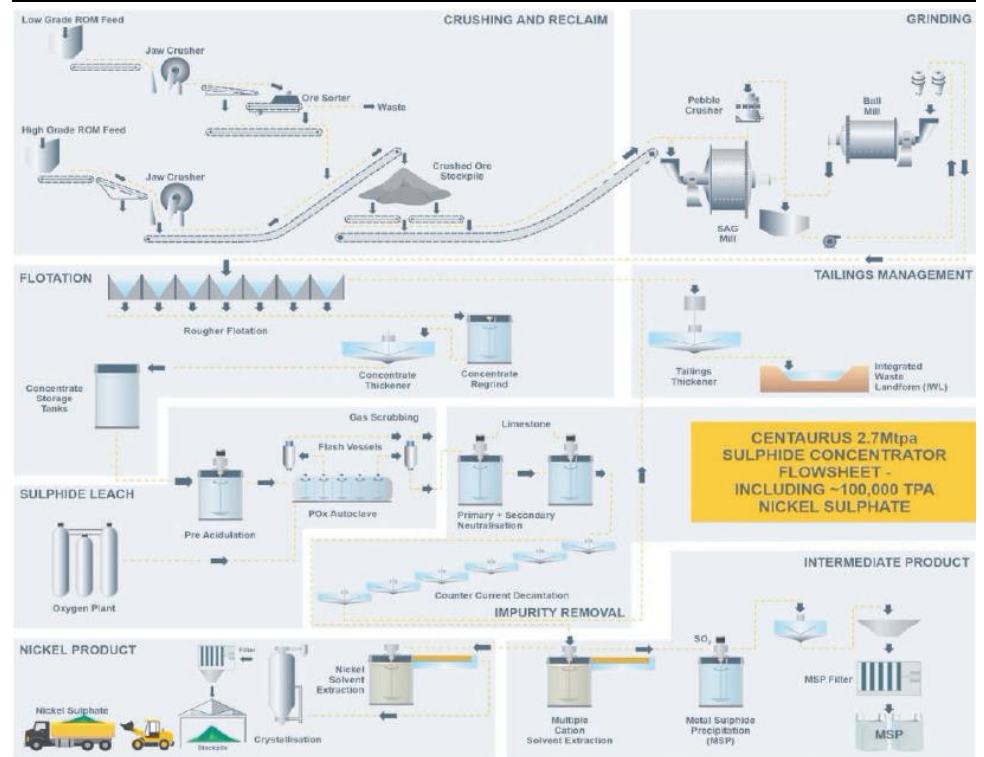 CRUSHING AND RECLAIM
Low Grade ROM Feed
Jaw Crusher
Ore Sorter
Waste
High Grade ROM Feed
Jaw Crusher
Crushed Ore
Stockpile
GRINDING
Pebble
Crusher
Ball
Mill
SAG
Mill
FLOTATION
Rougher Flotation
Concentrate
Thickener
Concentrate
Regrind
Concentrate
Storage
Tanks
TAILINGS MANAGEMENT
Tailings
Thickener
Integrated
Waste
Landform (IWL)
CENTAURUS 2.7Mtpa
SULPHIDE CONCENTRATOR
FLOWSHEET -
INCLUDING ~100,000 TPA
NICKEL SULPHATE
SULPHIDE LEACH
Gas Scrubbing
Flash Vessels
Pre Acidulation
POx Autoclave
Oxygen Plant
Limestone
Primary + Secondary
Neutralisation
Counter Current Decantation
IMPURITY REMOVAL
INTERMEDIATE PRODUCT
SO₂
Multiple
Cation
Solvent Extraction
Metal Sulphide
Precipitation
(MSP)
MSP Filter
MSP
NICKEL PRODUCT
Filter
Nickel
Solvent
Extraction
Nickel Sulphate
Stockpile
Crystallisation